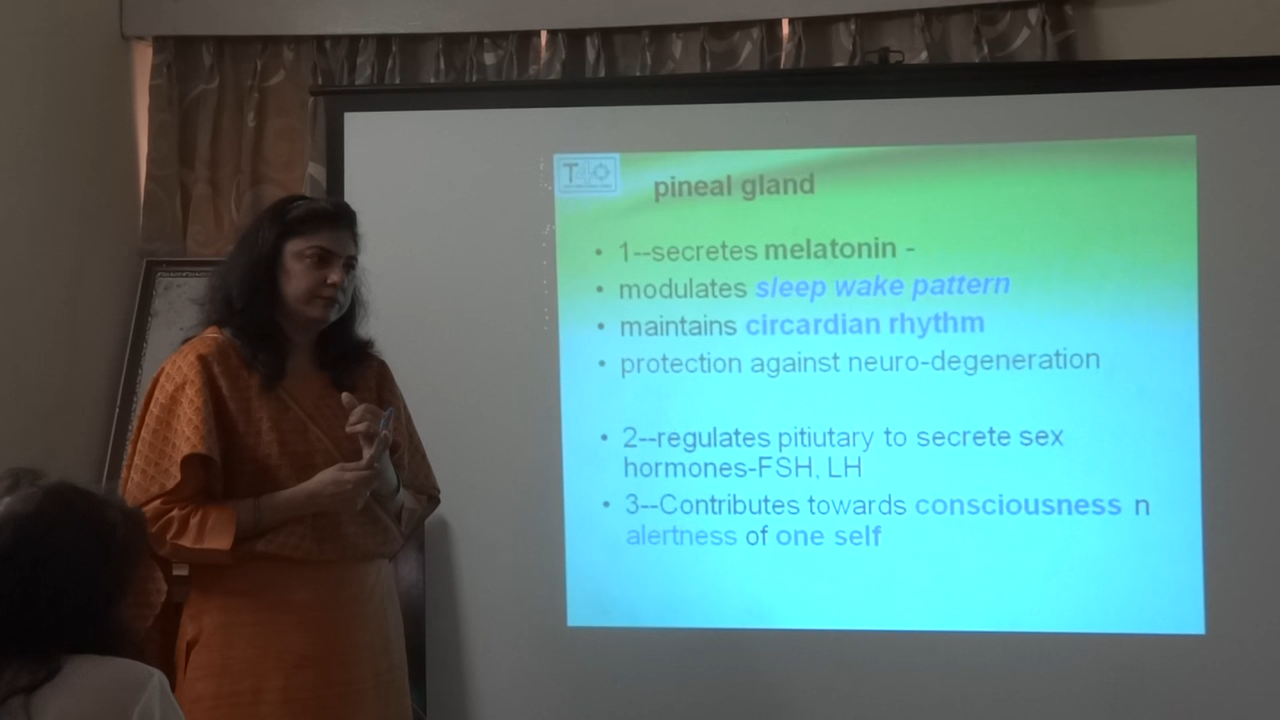 pineal gland
• 1--secretes melatonin -
• modulates sleep wake pattern
• maintains circardian rhythm
• protection against neuro-degeneration
• 2--regulates pitiutary to secrete sex
hormones-FSH, LH
• 3--Contributes towards consciousness n
alertness of one self